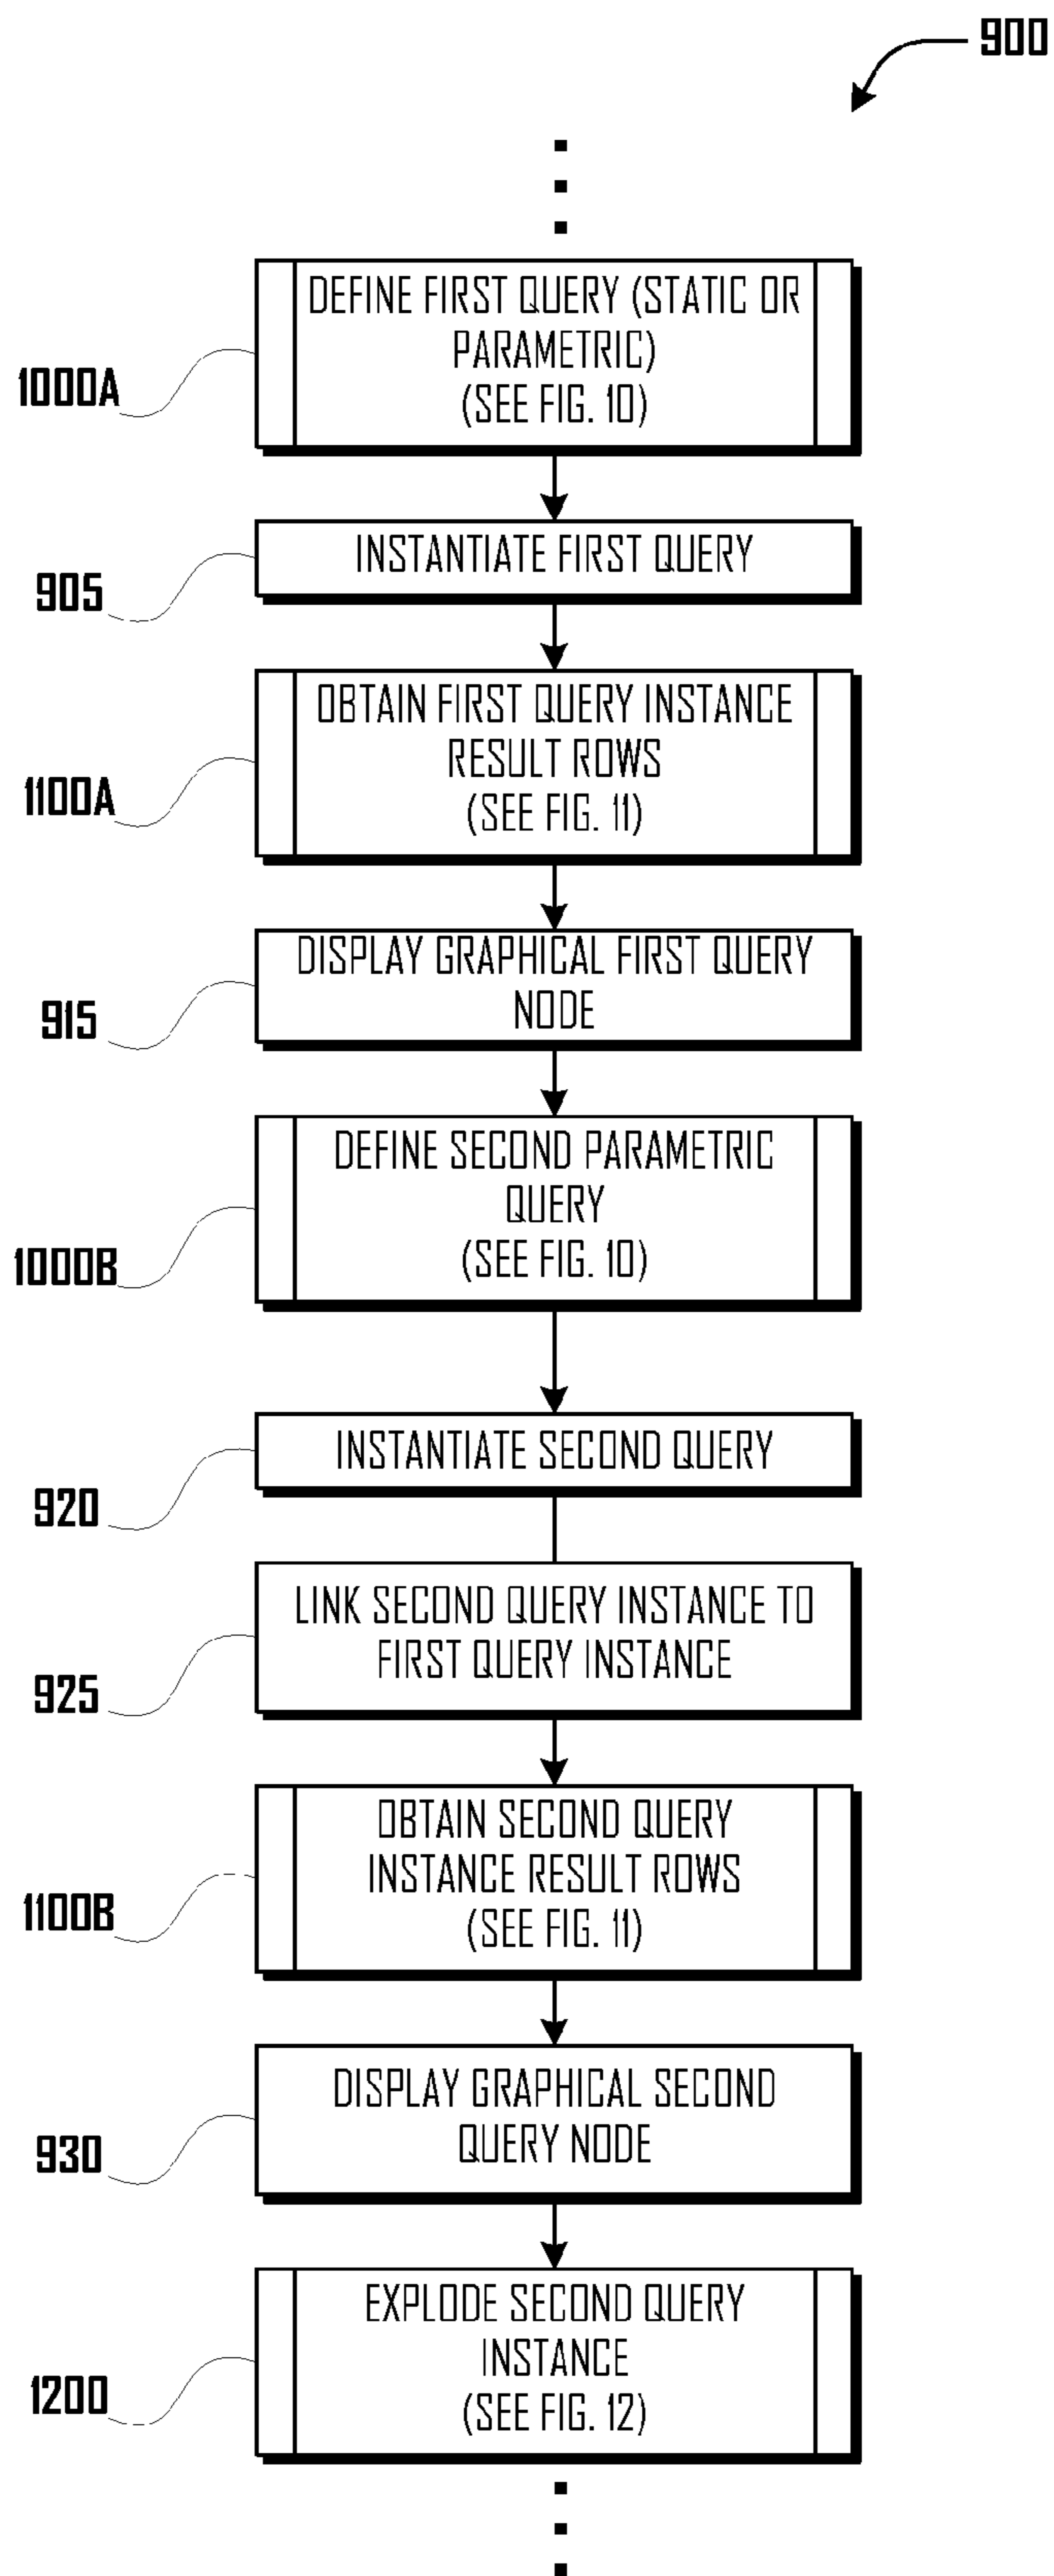 900
DEFINE FIRST QUERY (STATIC OR
PARAMETRIC)
(SEE FIG. 10)
1000A
INSTANTIATE FIRST QUERY
905
OBTAIN FIRST QUERY INSTANCE
RESULT ROWS
(SEE FIG. 11)
1100A
DISPLAY GRAPHICAL FIRST QUERY
NODE
915
DEFINE SECOND PARAMETRIC
QUERY
(SEE FIG. 10)
1000B
INSTANTIATE SECOND QUERY
920
LINK SECOND QUERY INSTANCE TO
FIRST QUERY INSTANCE
925
OBTAIN SECOND QUERY
INSTANCE RESULT ROWS
(SEE FIG. 11)
1100B
DISPLAY GRAPHICAL SECOND
QUERY NODE
930
EXPLODE SECOND QUERY
INSTANCE
(SEE FIG. 12)
1200